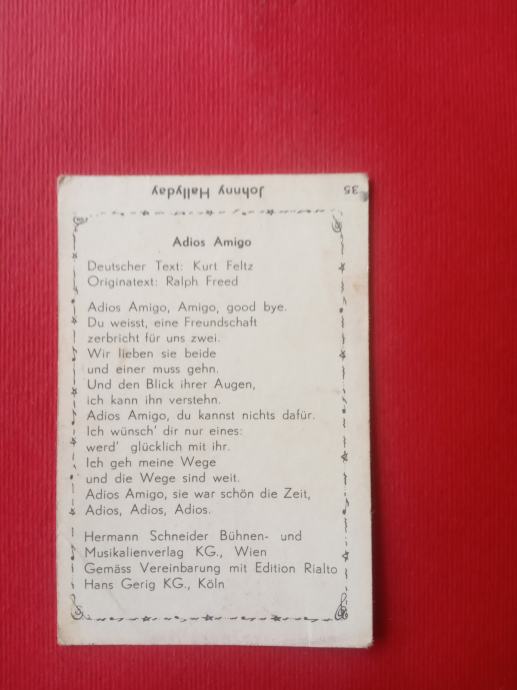 Johnny Hallyday 35
Adios Amigo
Deutscher Text: Kurt Feltz
Originatext: Ralph Freed
Adios Amigo, Amigo, good bye.
Du weisst, eine Freundschaft
zerbricht für uns zwei.
Wir lieben sie beide
und einer muss gehn.
Und den Blick ihrer Augen,
ich kann ihn verstehn.
Adios Amigo, du kannst nichts dafür.
Ich wünsch' dir nur eines:
werd' glücklich mit ihr.
Ich geh meine Wege
und die Wege sind weit.
Adios Amigo, sie war schön die Zeit,
Adios, Adios, Adios.
Hermann Schneider Bühnen- und
Musikalienverlag KG., Wien
Gemäss Vereinbarung mit Edition Rialto
Hans Gerig KG., Köln